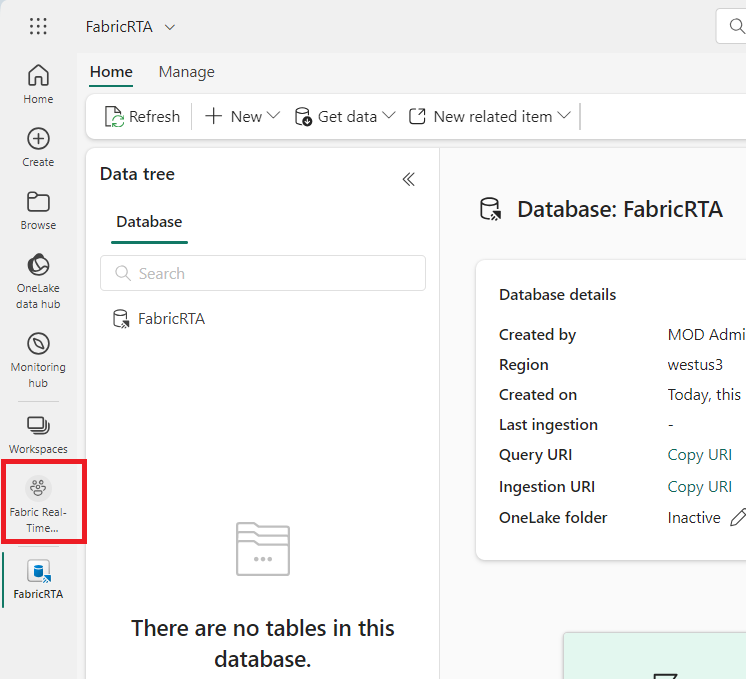 FabricRTA
Home
Create
Browse
OneLake
data hub
Monitoring
hub
Workspaces
Fabric Real-
Time...
FabricRTA
Home Manage
Refresh New Get data New related item
Data tree
Database
Search
FabricRTA
There are no tables in this
database.
Database: FabricRTA
Database details
Created by MOD Admi
Region westus3
Created on Today, this
Last ingestion -
Query URI Copy URI
Ingestion URI Copy URI
OneLake folder Inactive